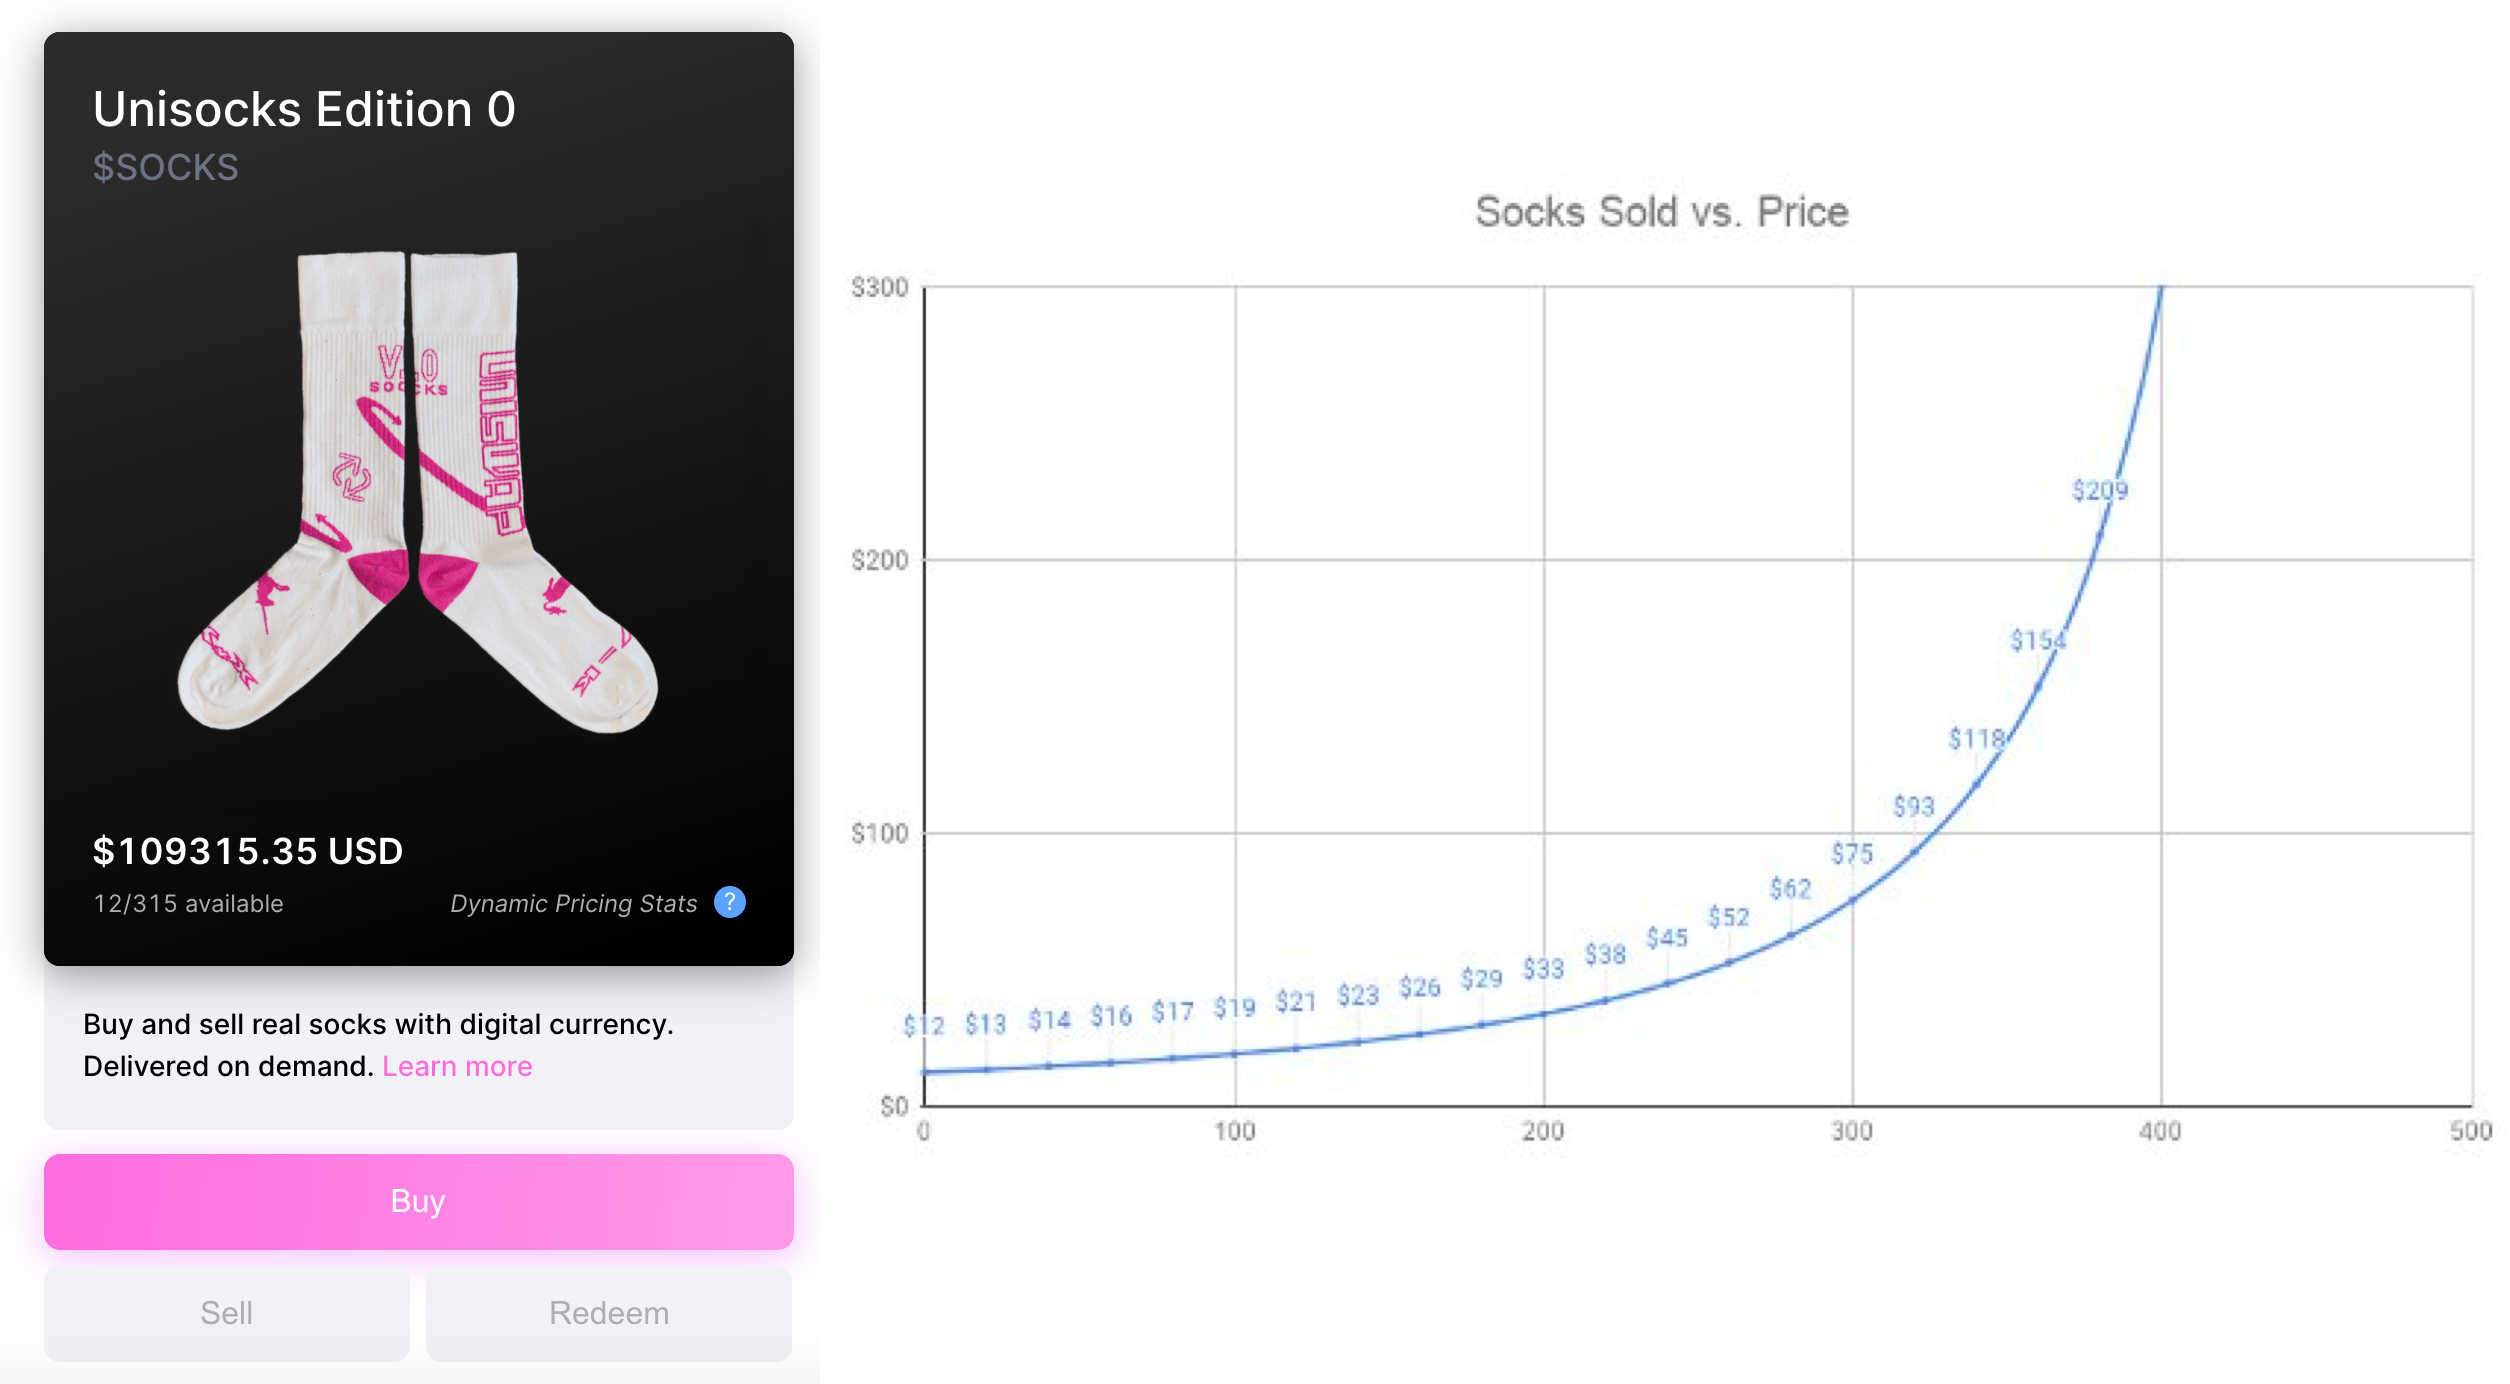 Unisocks Edition 0
$SOCKS
SOCKS
UNISWAP
$109315.35 USD
12/315 available
Dynamic Pricing Stats ?
Buy and sell real socks with digital currency.
Delivered on demand. Learn more
Buy
Sell
Redeem
Socks Sold vs. Price
$300
$200
$100
$0
$12
$13
$14
$16
$17
$19
$21
$23
$26
$29
$33
$38
$45
$52
$62
$75
$93
$118
$154
$209
0
100
200
300
400
500